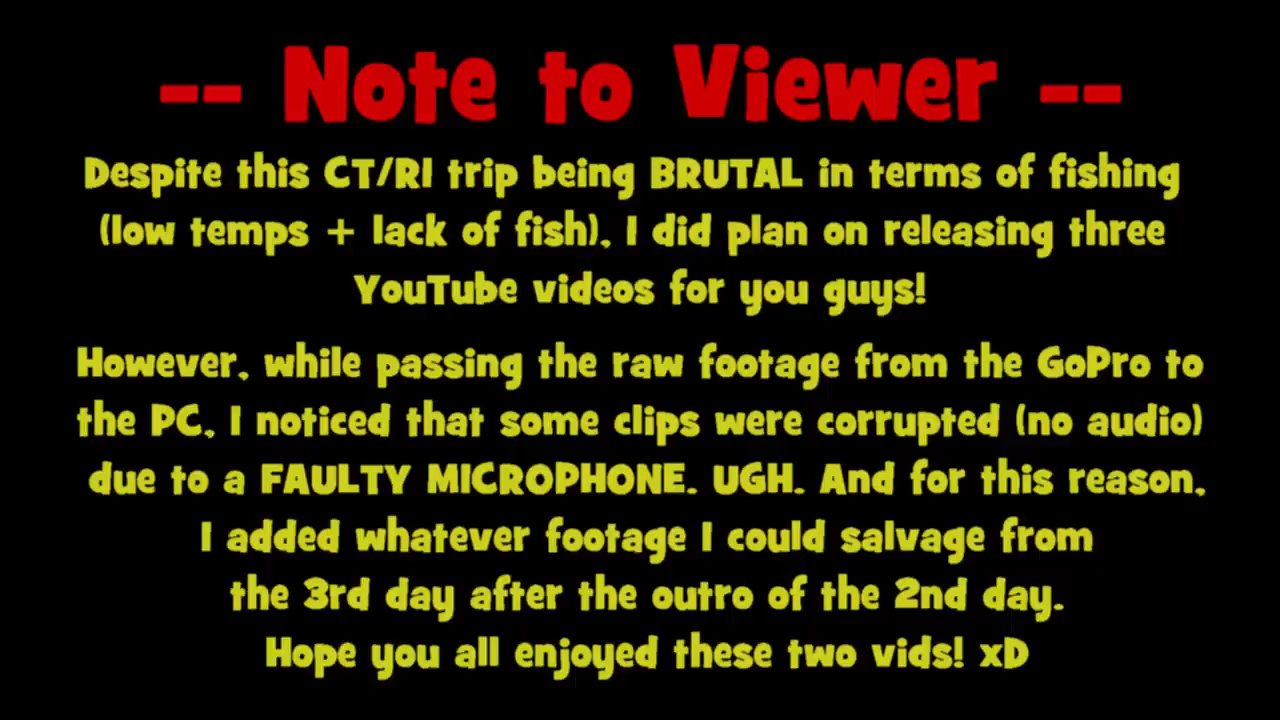 -- Note to Viewer --
Despite this CT/RI trip being BRUTAL in terms of fishing
(low temps + lack of fish), I did plan on releasing three
YouTube videos for you guys!
However, while passing the raw footage from the GoPro to
the PC, I noticed that some clips were corrupted (no audio)
due to a FAULTY MICROPHONE. UGH. And for this reason,
I added whatever footage I could salvage from
the 3rd day after the outro of the 2nd day.
Hope you all enjoyed these two vids! xD